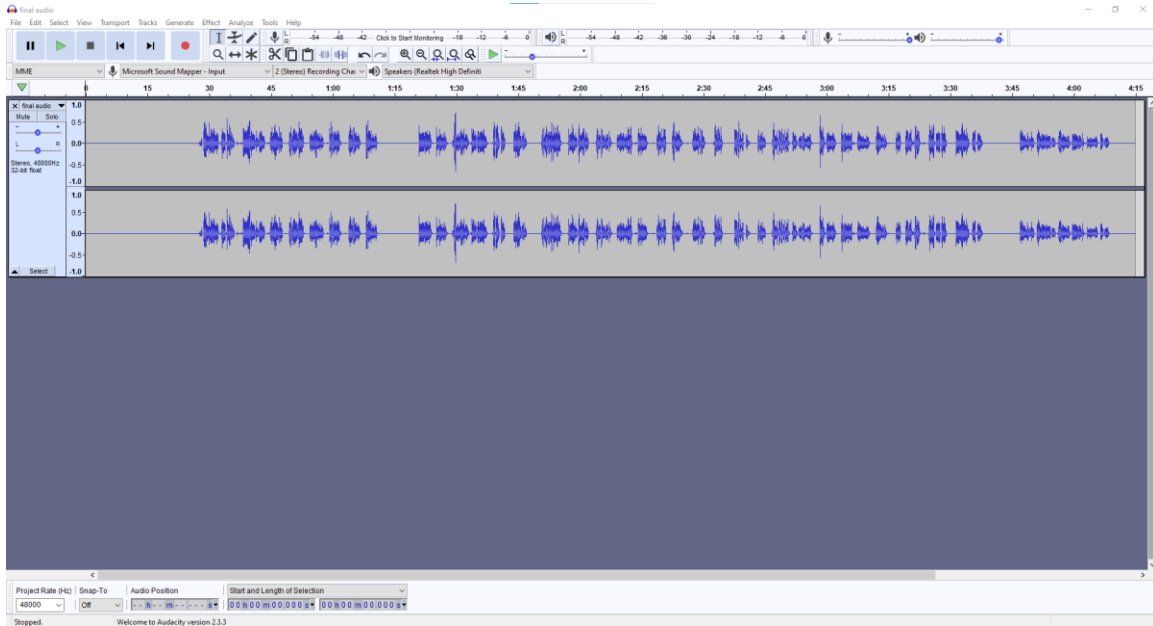 final audio
File Edit Select View Transport Tracks Generate Effect Analyze Tools Help
L R -54 -48 -42 Click to Start Monitoring -18 -12 -6 0 L R -54 -48 -42 -36 -30 -24 -18 -12 -6 0
MME Microsoft Sound Mapper - Input 2 (Stereo) Recording Chai Speakers (Realtek High Definiti
0 15 30 45 1:00 1:15 1:30 1:45 2:00 2:15 2:30 2:45 3:00 3:15 3:30 3:45 4:00 4:15
final audio 1.0
Mute Solo 0.5
- + 0.0
L R
Stereo, 48000Hz -0.5
32-bit float
-1.0
1.0
0.5
0.0
-0.5
Select -1.0
Project Rate (Hz) Snap-To Audio Position Start and Length of Selection
48000 Off - - h - - m - - . - - - s 00 h 00 m 00.000 s 00 h 00 m 00.000 s
Stopped. Welcome to Audacity version 2.3.3